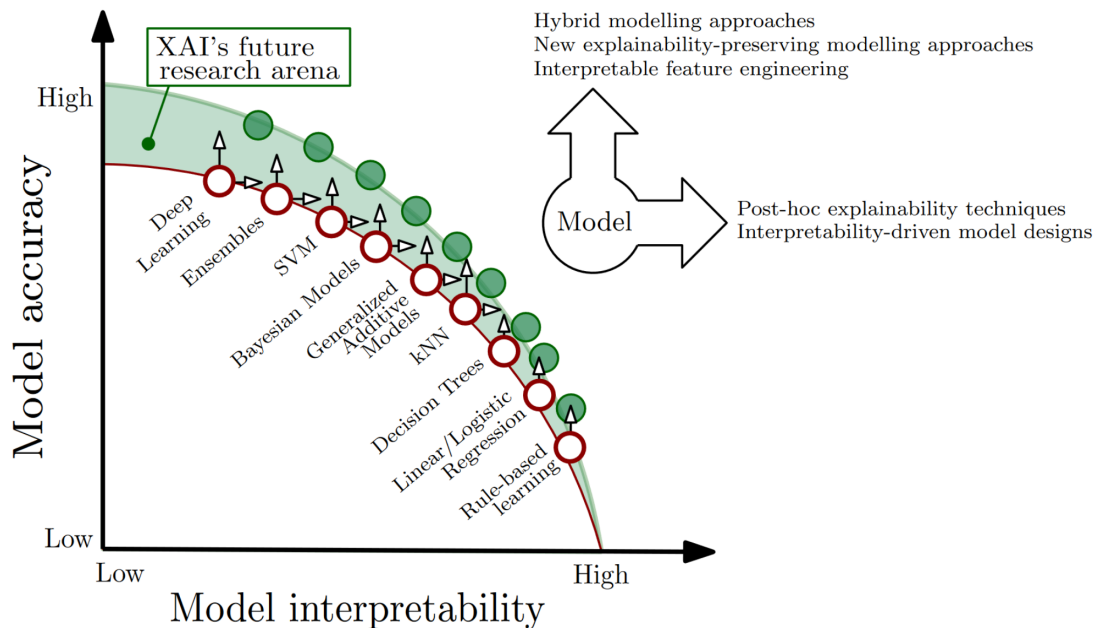 Hybrid modelling approaches
New explainability-preserving modelling approaches
Interpretable feature engineering
XAI's future
research arena
High
Model accuracy
Deep
Learning
Ensembles
SVM
Bayesian Models
Generalized
Additive
Models
kNN
Decision Trees
Linear/Logistic
Regression
Rule-based
learning
Model
Post-hoc explainability techniques
Interpretability-driven model designs
Low
Low
High
Model interpretability